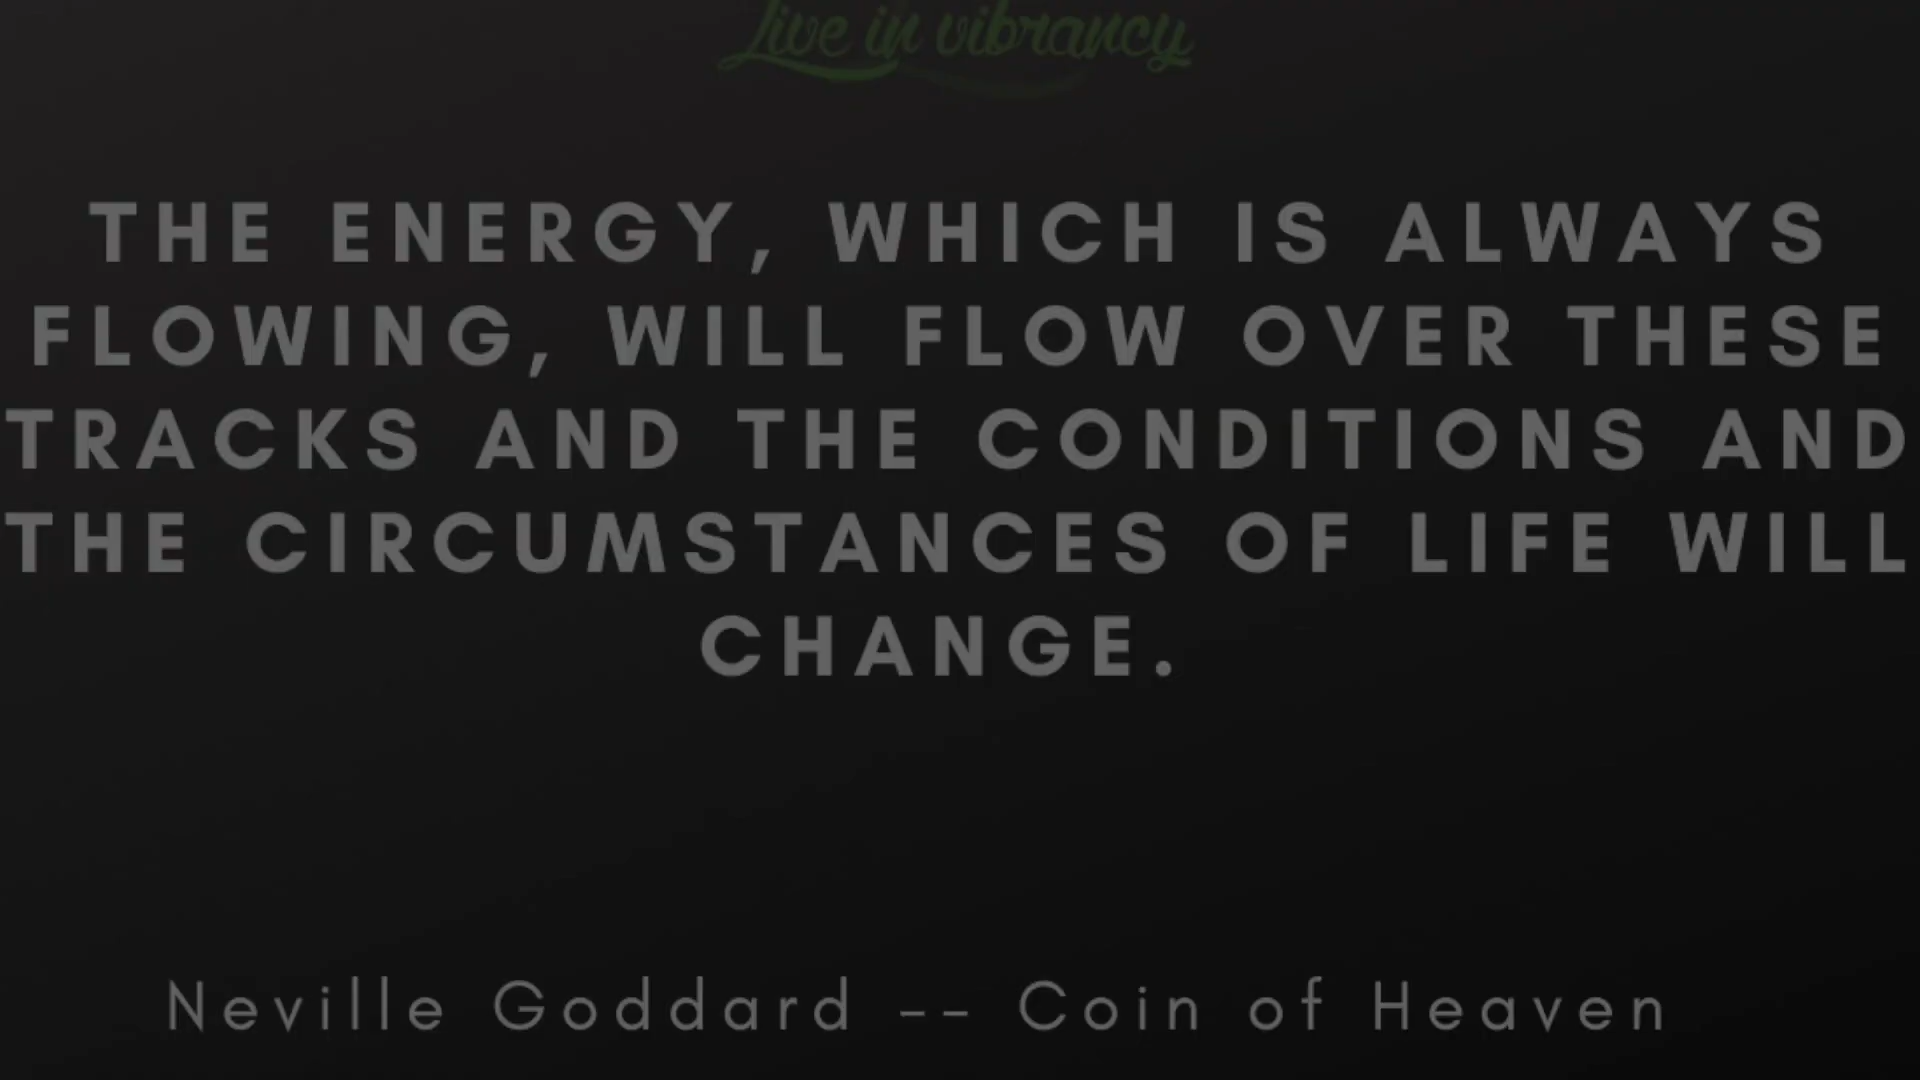 Live in vibrancy
THE ENERGY, WHICH IS ALWAYS
FLOWING, WILL FLOW OVER THESE
TRACKS AND THE CONDITIONS AND
THE CIRCUMSTANCES OF LIFE WILL
CHANGE.
Neville Goddard -- Coin of Heaven